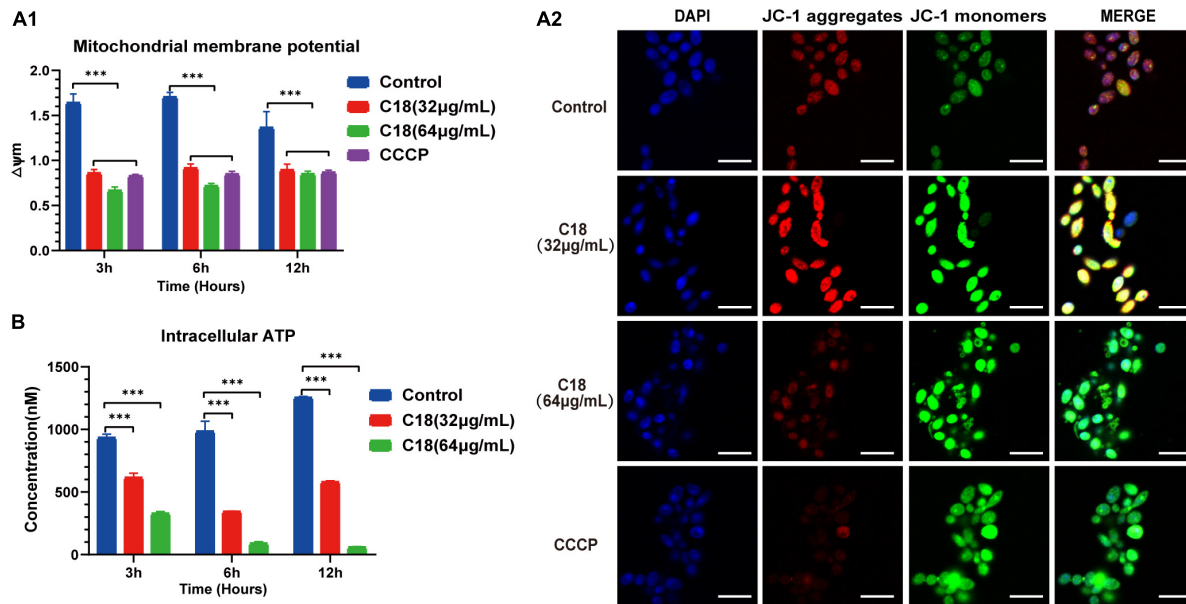 A1
Mitochondrial membrane potential
Δψm
2.0
1.5
1.0
0.5
0.0
***
***
***
3h
6h
12h
Time (Hours)
Control
C18(32μg/mL)
C18(64μg/mL)
CCCP
B
Intracellular ATP
Concentration(nM)
1500
1000
500
0
***
***
***
***
***
***
3h
6h
12h
Time (Hours)
Control
C18(32μg/mL)
C18(64μg/mL)
A2
DAPI
JC-1 aggregates
JC-1 monomers
MERGE
Control
C18
(32μg/mL)
C18
(64μg/mL)
CCCP